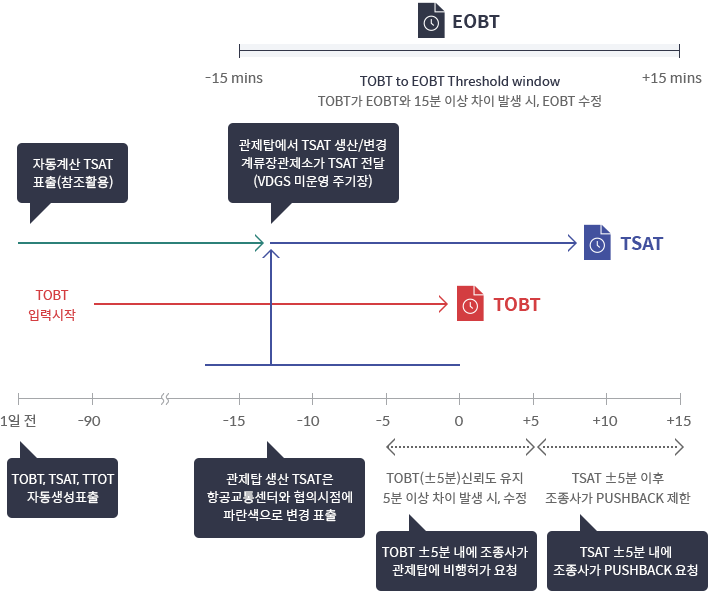 EOBT
-15 mins
+15 mins
TOBT to EOBT Threshold window
TOBT가 EOBT와 15분 이상 차이 발생 시, EOBT 수정
자동계산 TSAT
표출(참조활용)
관제탑에서 TSAT 생산/변경
계류장관제소가 TSAT 전달
(VDGS 미운영 주기장)
TSAT
TOBT
입력시작
TOBT
1일 전
-90
-15
-10
-5
0
+5
+10
+15
TOBT, TSAT, TTOT
자동생성표출
관제탑 생산 TSAT은
항공교통센터와 협의시점에
파란색으로 변경 표출
TOBT(±5분)신뢰도 유지
5분 이상 차이 발생 시, 수정
TSAT ±5분 이후
조종사가 PUSHBACK 제한
TOBT ±5분 내에 조종사가
관제탑에 비행허가 요청
TSAT ±5분 내에
조종사가 PUSHBACK 요청